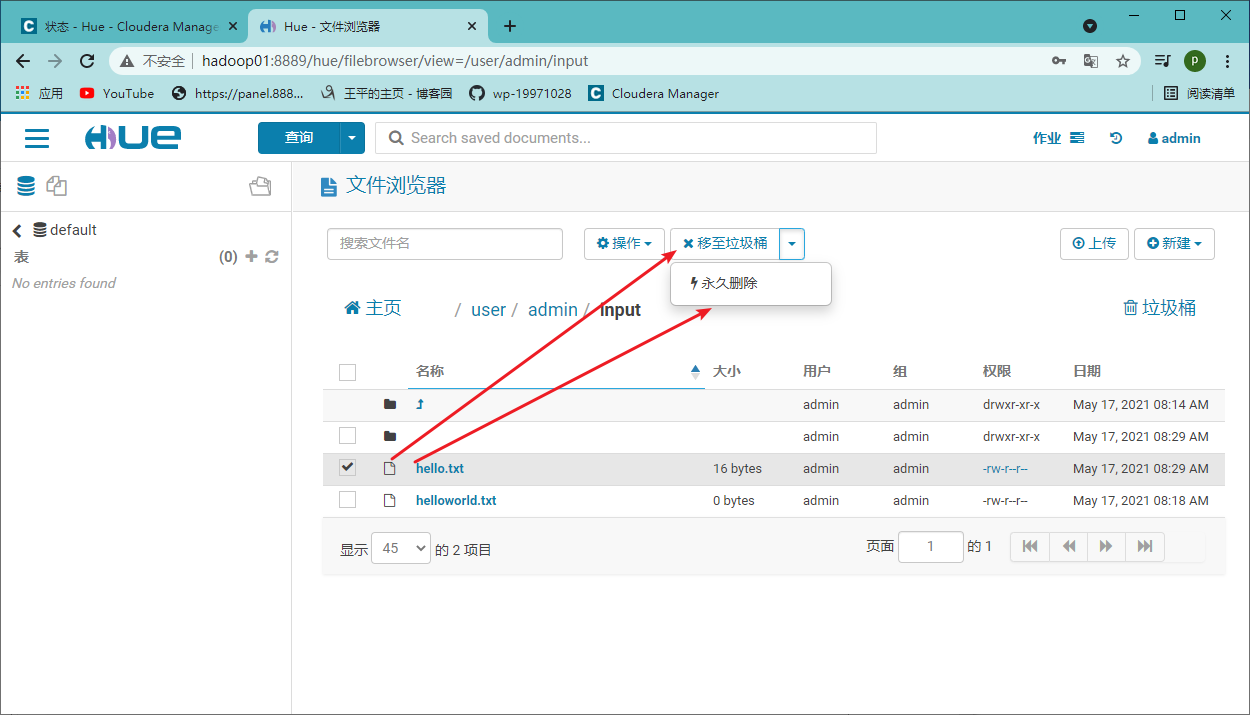 状态 - Hue - Cloudera Manage
Hue - 文件浏览器
不安全 hadoop01:8889/hue/filebrowser/view=/user/admin/input P
应用 YouTube https://panel.888... 王平的主页 - 博客园 wp-19971028 C Cloudera Manager 阅读清单
HUE 查询 Search saved documents... 作业 admin
文件浏览器
default
表 (0)
No entries found
搜索文件名 操作 移至垃圾桶 上传 新建
永久删除
主页 / user / admin / input 垃圾桶
名称 大小 用户 组 权限 日期
admin admin drwxr-xr-x May 17, 2021 08:14 AM
admin admin drwxr-xr-x May 17, 2021 08:29 AM
hello.txt 16 bytes admin admin -rw-r--r-- May 17, 2021 08:29 AM
helloworld.txt 0 bytes admin admin -rw-r--r-- May 17, 2021 08:18 AM
显示 45 的 2 项目 页面 1 的 1